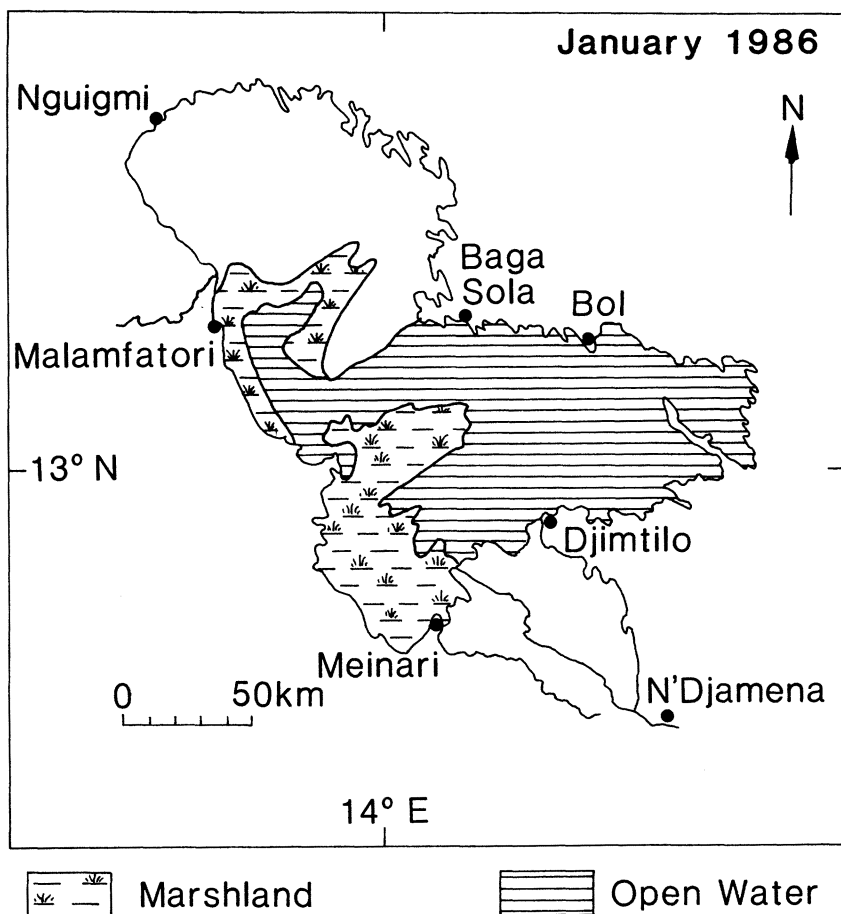 January 1986
Nguigmi
N
Baga
Sola
Bol
Malamfatori
13° N
Djimtilo
Meinari
0 50km
N'Djamena
14° E
Marshland
Open Water